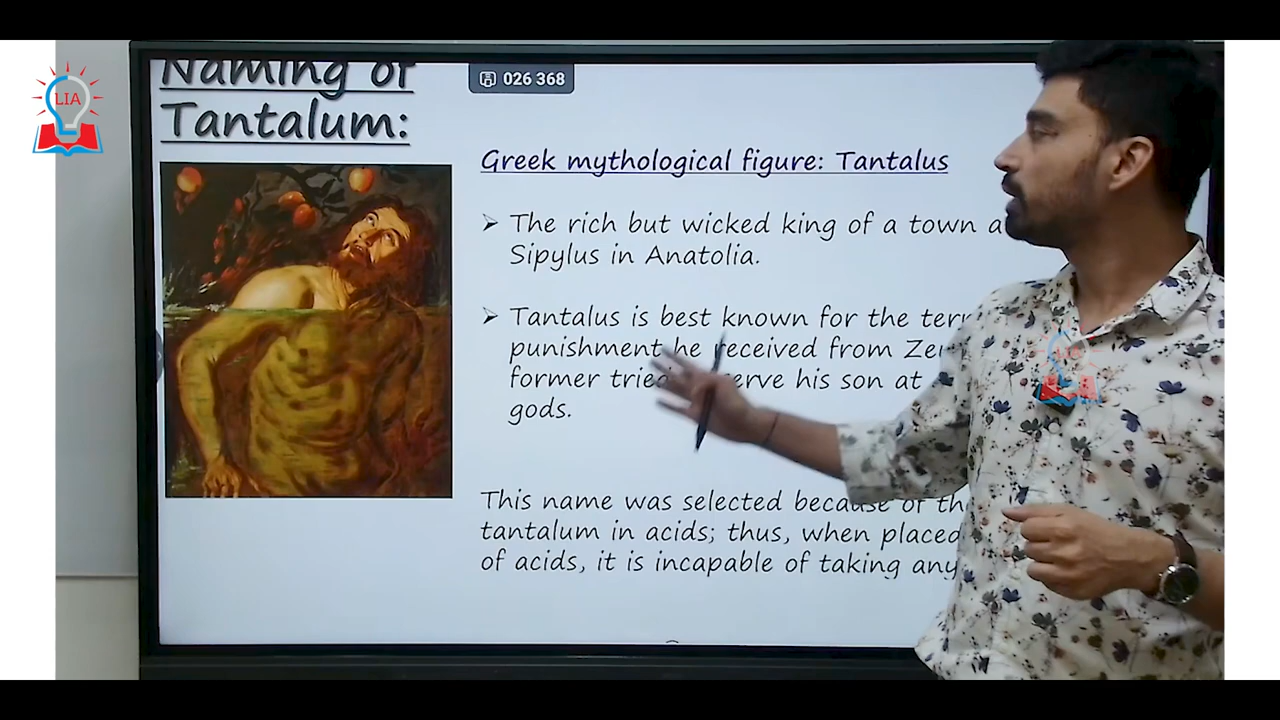 LIA
Naming of
Tantalum:
026 368
Greek mythological figure: Tantalus
➢ The rich but wicked king of a town a
Sipylus in Anatolia.
➢ Tantalus is best known for the terr
punishment he received from Ze
former tried serve his son at
gods.
This name was selected because of th
tantalum in acids; thus, when placed
of acids, it is incapable of taking any